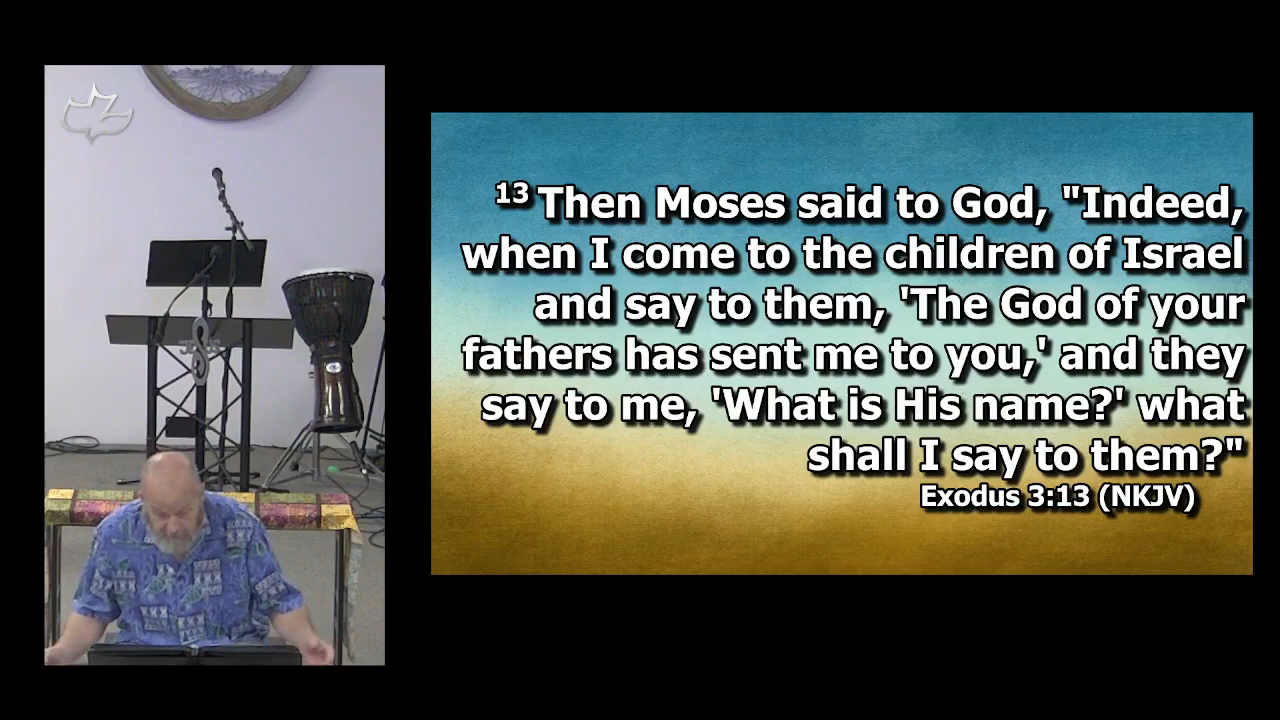 13 Then Moses said to God, "Indeed,
when I come to the children of Israel
and say to them, 'The God of your
fathers has sent me to you,' and they
say to me, 'What is His name?' what
shall I say to them?"
Exodus 3:13 (NKJV)